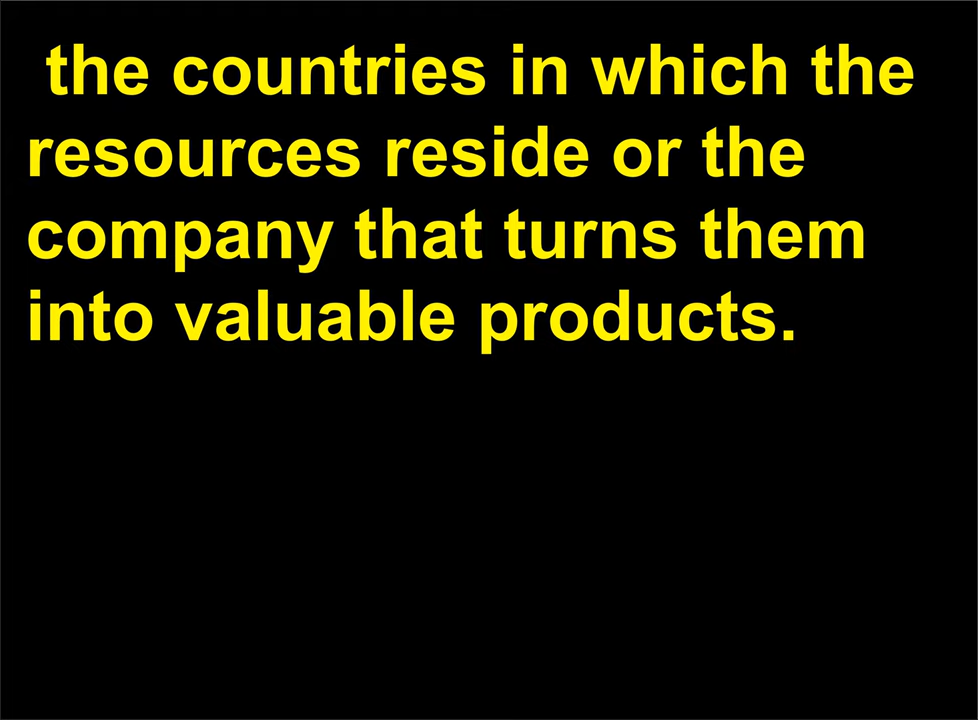 the countries in which the
resources reside or the
company that turns them
into valuable products.